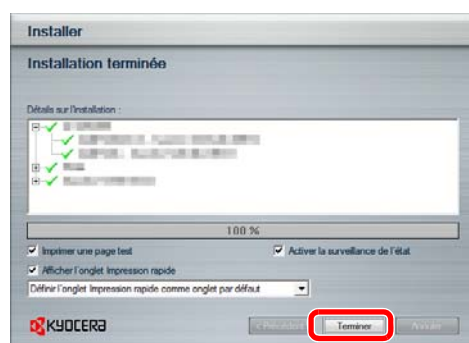 Installer
Installation terminée
Détails sur l'installation :
100 %
Imprimer une page test
Activer la surveillance de l'état
Afficher l'onglet Impression rapide
Définir l'onglet Impression rapide comme onglet par défaut
KYOCERA
< Précédent Terminer Annuler